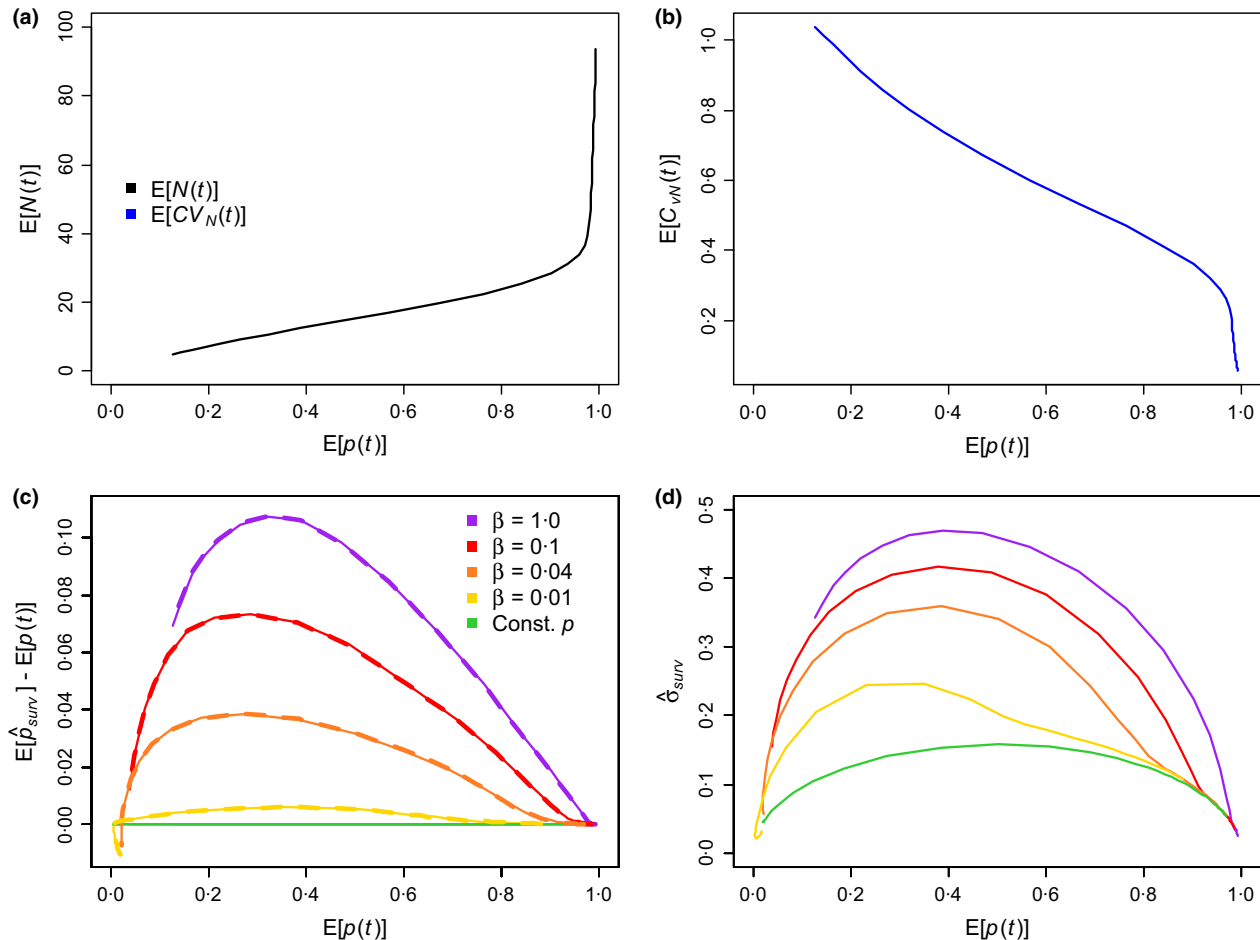 (a)
100
80
60
40
20
0
E[N(t)]
E[N(t)]
E[CV_N(t)]
0·0 0·2 0·4 0·6 0·8 1·0
E[p(t)]
(b)
1·0
0·8
0·6
0·4
0·2
E[C_vN(t)]
0·0 0·2 0·4 0·6 0·8 1·0
E[p(t)]
(c)
0·10
0·08
0·06
0·04
0·02
0·00
E[p̂_surv] - E[p(t)]
β = 1·0
β = 0·1
β = 0·04
β = 0·01
Const. p
0·0 0·2 0·4 0·6 0·8 1·0
E[p(t)]
(d)
0·5
0·4
0·3
0·2
0·1
0·0
σ̂_surv
0·0 0·2 0·4 0·6 0·8 1·0
E[p(t)]